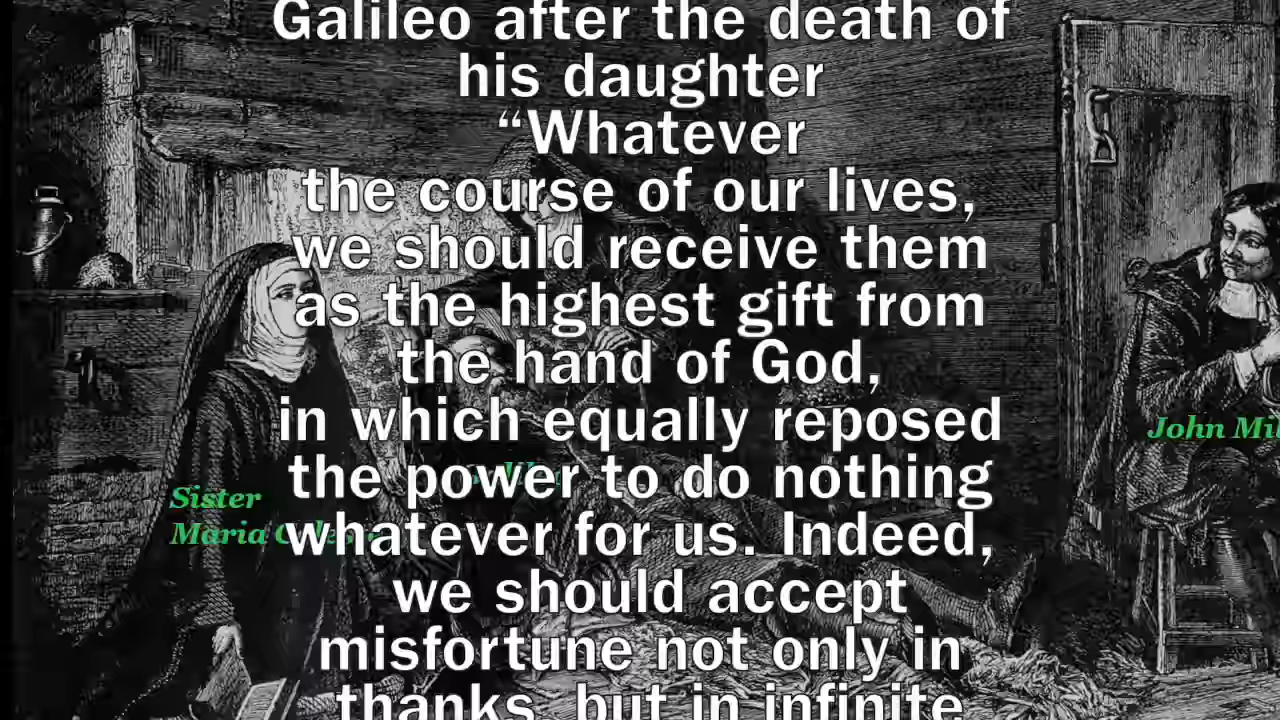 Galileo after the death of
his daughter
“Whatever
the course of our lives,
we should receive them
as the highest gift from
the hand of God,
in which equally reposed
the power to do nothing
whatever for us. Indeed,
we should accept
misfortune not only in
thanks, but in infinite
Sister
Maria
John